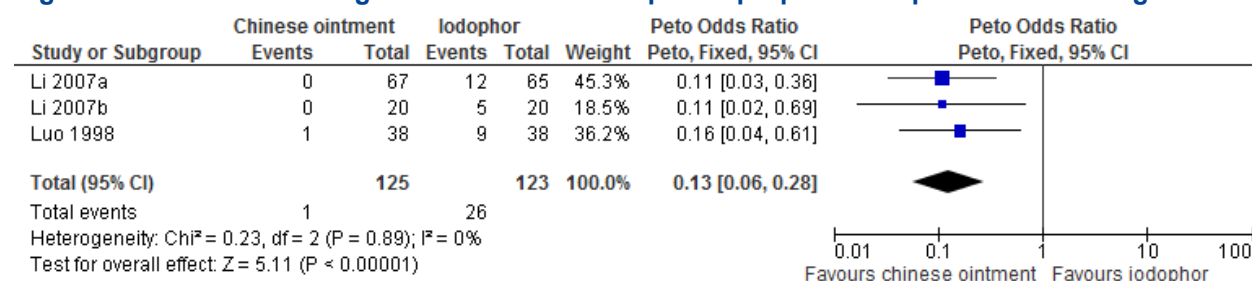 Chinese ointment Iodophor Peto Odds Ratio Peto Odds Ratio
Study or Subgroup Events Total Events Total Weight Peto, Fixed, 95% CI Peto, Fixed, 95% CI
Li 2007a 0 67 12 65 45.3% 0.11 [0.03, 0.36]
Li 2007b 0 20 5 20 18.5% 0.11 [0.02, 0.69]
Luo 1998 1 38 9 38 36.2% 0.16 [0.04, 0.61]
Total (95% CI) 125 123 100.0% 0.13 [0.06, 0.28]
Total events 1 26
Heterogeneity: Chi² = 0.23, df = 2 (P = 0.89); I² = 0%
Test for overall effect: Z = 5.11 (P < 0.00001)
0.01 0.1 1 10 100
Favours chinese ointment Favours iodophor